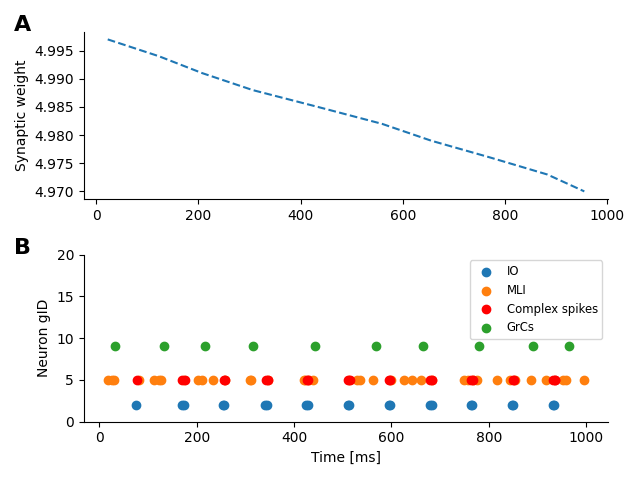 A
Synaptic weight
4.995
4.990
4.985
4.980
4.975
4.970
0 200 400 600 800 1000
B
Neuron gID
20
15
10
5
0
IO
MLI
Complex spikes
GrCs
0 200 400 600 800 1000
Time [ms]